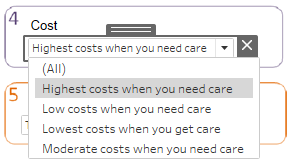 4
Cost
Highest costs when you need care
(All)
Highest costs when you need care
Low costs when you need care
5
Lowest costs when you get care
Moderate costs when you need care